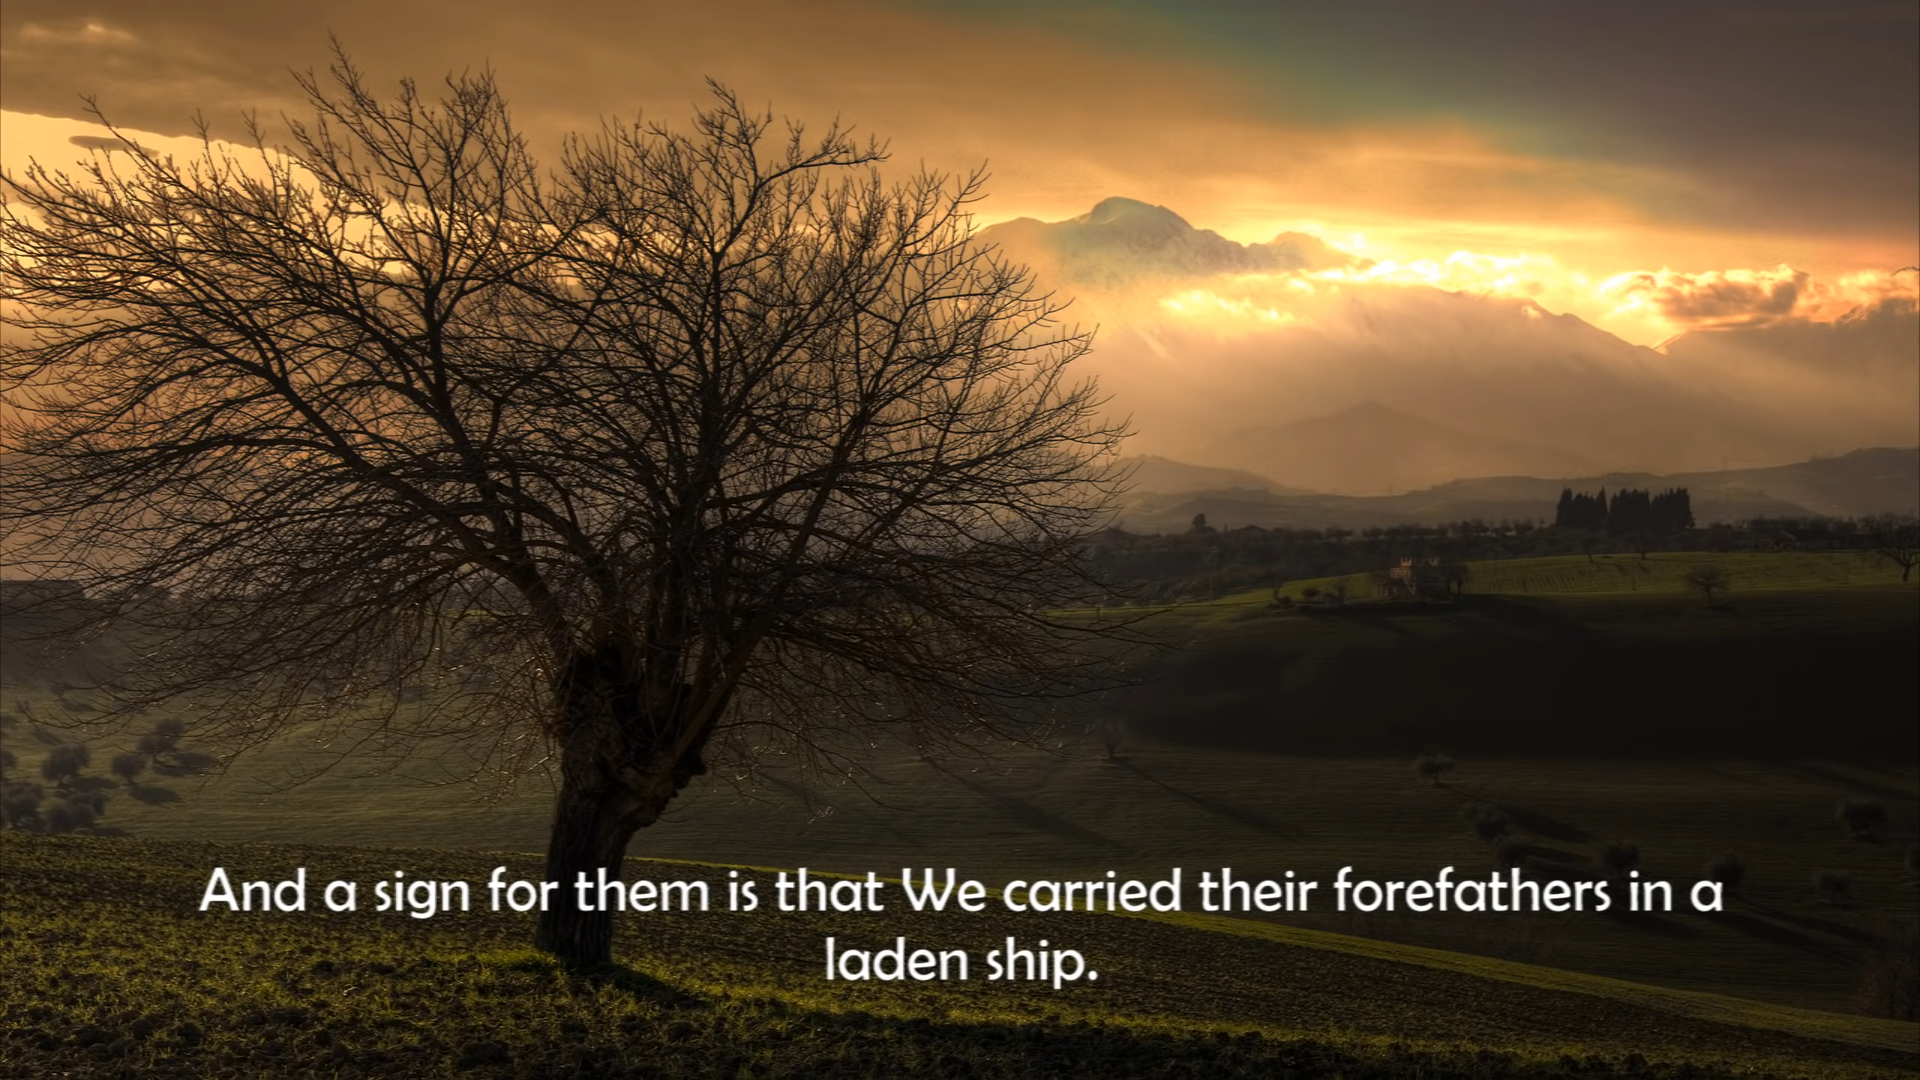 And a sign for them is that We carried their forefathers in a
laden ship.